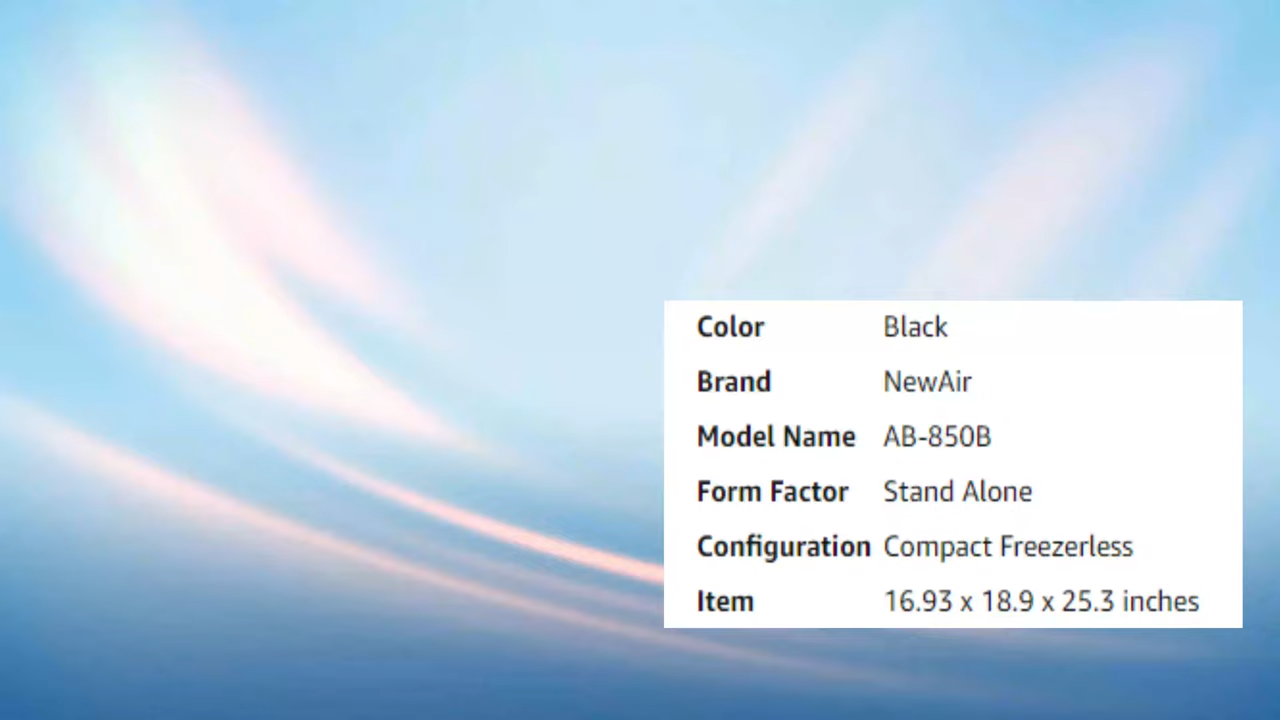 Color Black
Brand NewAir
Model Name AB-850B
Form Factor Stand Alone
Configuration Compact Freezerless
Item 16.93 x 18.9 x 25.3 inches